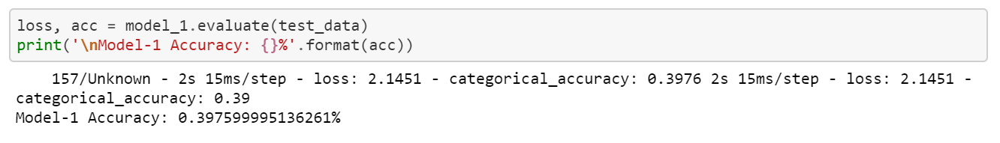 loss, acc = model_1.evaluate(test_data)
print('\nModel-1 Accuracy: {}%'.format(acc))
157/Unknown - 2s 15ms/step - loss: 2.1451 - categorical_accuracy: 0.3976 2s 15ms/step - loss: 2.1451 -
categorical_accuracy: 0.39
Model-1 Accuracy: 0.397599995136261%